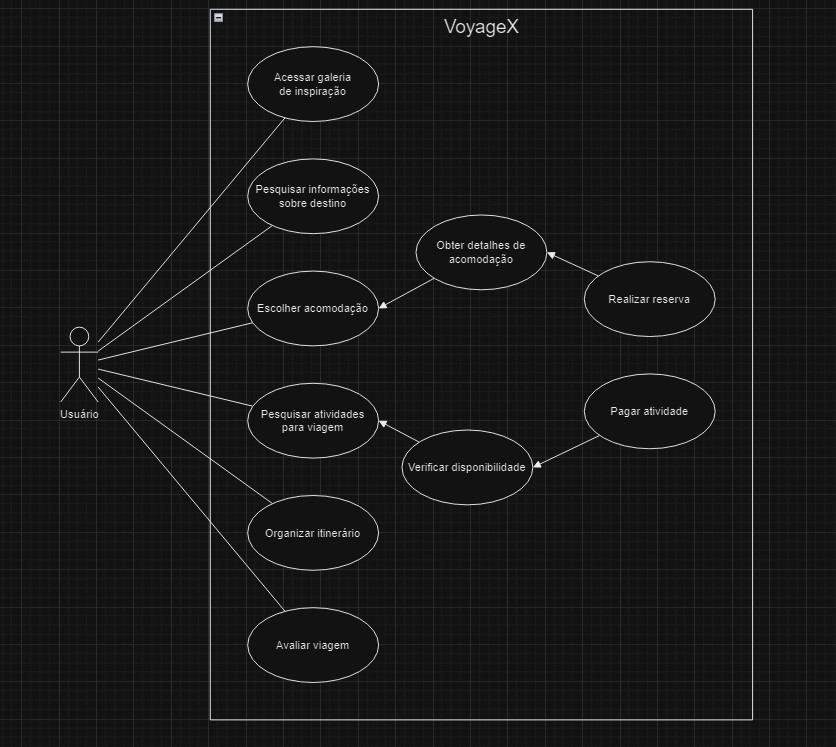 VoyageX
Acessar galeria
de inspiração
Pesquisar informações
sobre destino
Obter detalhes de
acomodação
Escolher acomodação
Realizar reserva
Usuário
Pesquisar atividades
para viagem
Pagar atividade
Verificar disponibilidade
Organizar itinerário
Avaliar viagem